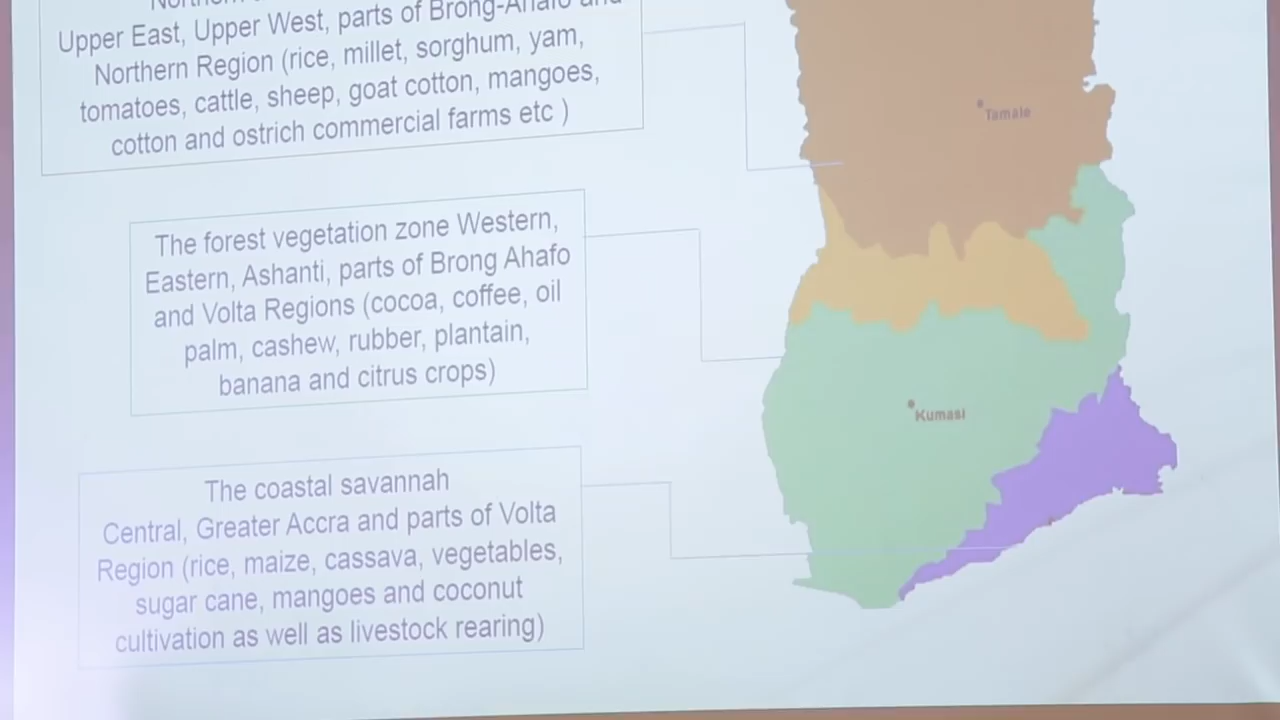 Upper East, Upper West, parts of Brong-Ahafo and
Northern Region (rice, millet, sorghum, yam,
tomatoes, cattle, sheep, goat cotton, mangoes,
cotton and ostrich commercial farms etc )
The forest vegetation zone Western,
Eastern, Ashanti, parts of Brong Ahafo
and Volta Regions (cocoa, coffee, oil
palm, cashew, rubber, plantain,
banana and citrus crops)
The coastal savannah
Central, Greater Accra and parts of Volta
Region (rice, maize, cassava, vegetables,
sugar cane, mangoes and coconut
cultivation as well as livestock rearing)
Tamale
Kumasi